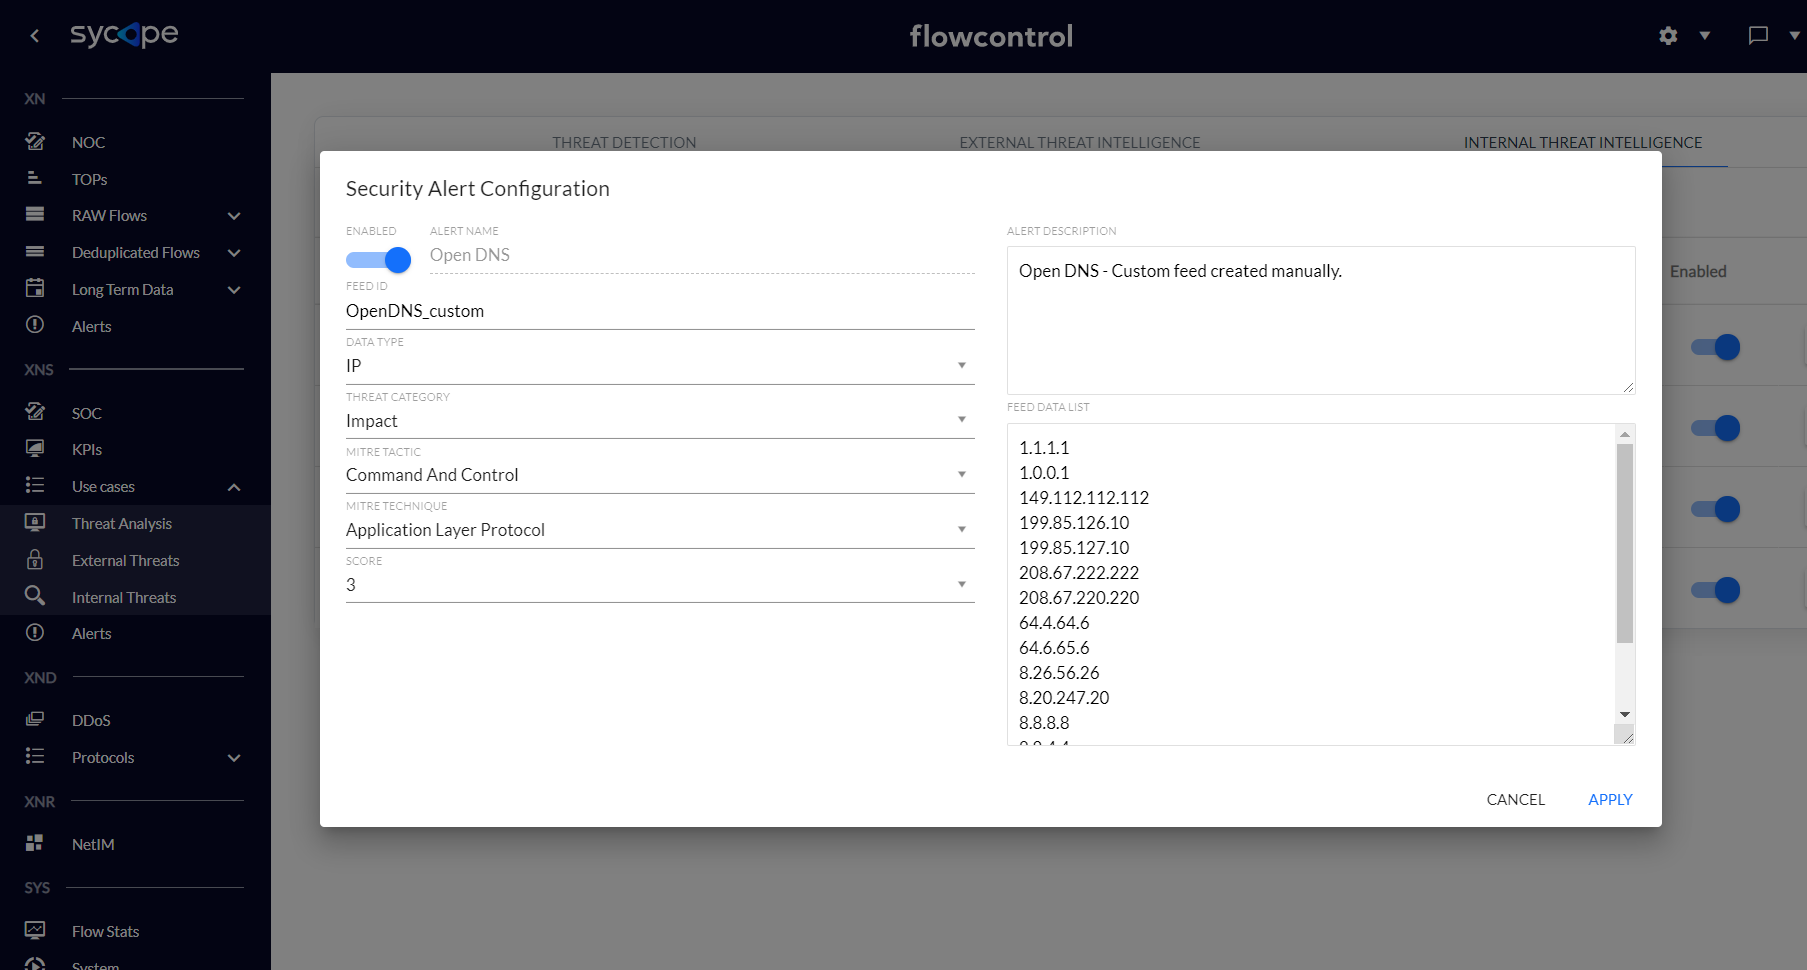 sycope
flowcontrol
XN
NOC
TOPs
RAW Flows
Deduplicated Flows
Long Term Data
Alerts
XNS
SOC
KPIs
Use cases
Threat Analysis
External Threats
Internal Threats
Alerts
XND
DDoS
Protocols
XNR
NetIM
SYS
Flow Stats
System
THREAT DETECTION
EXTERNAL THREAT INTELLIGENCE
INTERNAL THREAT INTELLIGENCE
Enabled
Security Alert Configuration
ENABLED
ALERT NAME
Open DNS
FEED ID
OpenDNS_custom
DATA TYPE
IP
THREAT CATEGORY
Impact
MITRE TACTIC
Command And Control
MITRE TECHNIQUE
Application Layer Protocol
SCORE
3
ALERT DESCRIPTION
Open DNS - Custom feed created manually.
FEED DATA LIST
1.1.1.1
1.0.0.1
149.112.112.112
199.85.126.10
199.85.127.10
208.67.222.222
208.67.220.220
64.4.64.6
64.6.65.6
8.26.56.26
8.20.247.20
8.8.8.8
CANCEL
APPLY